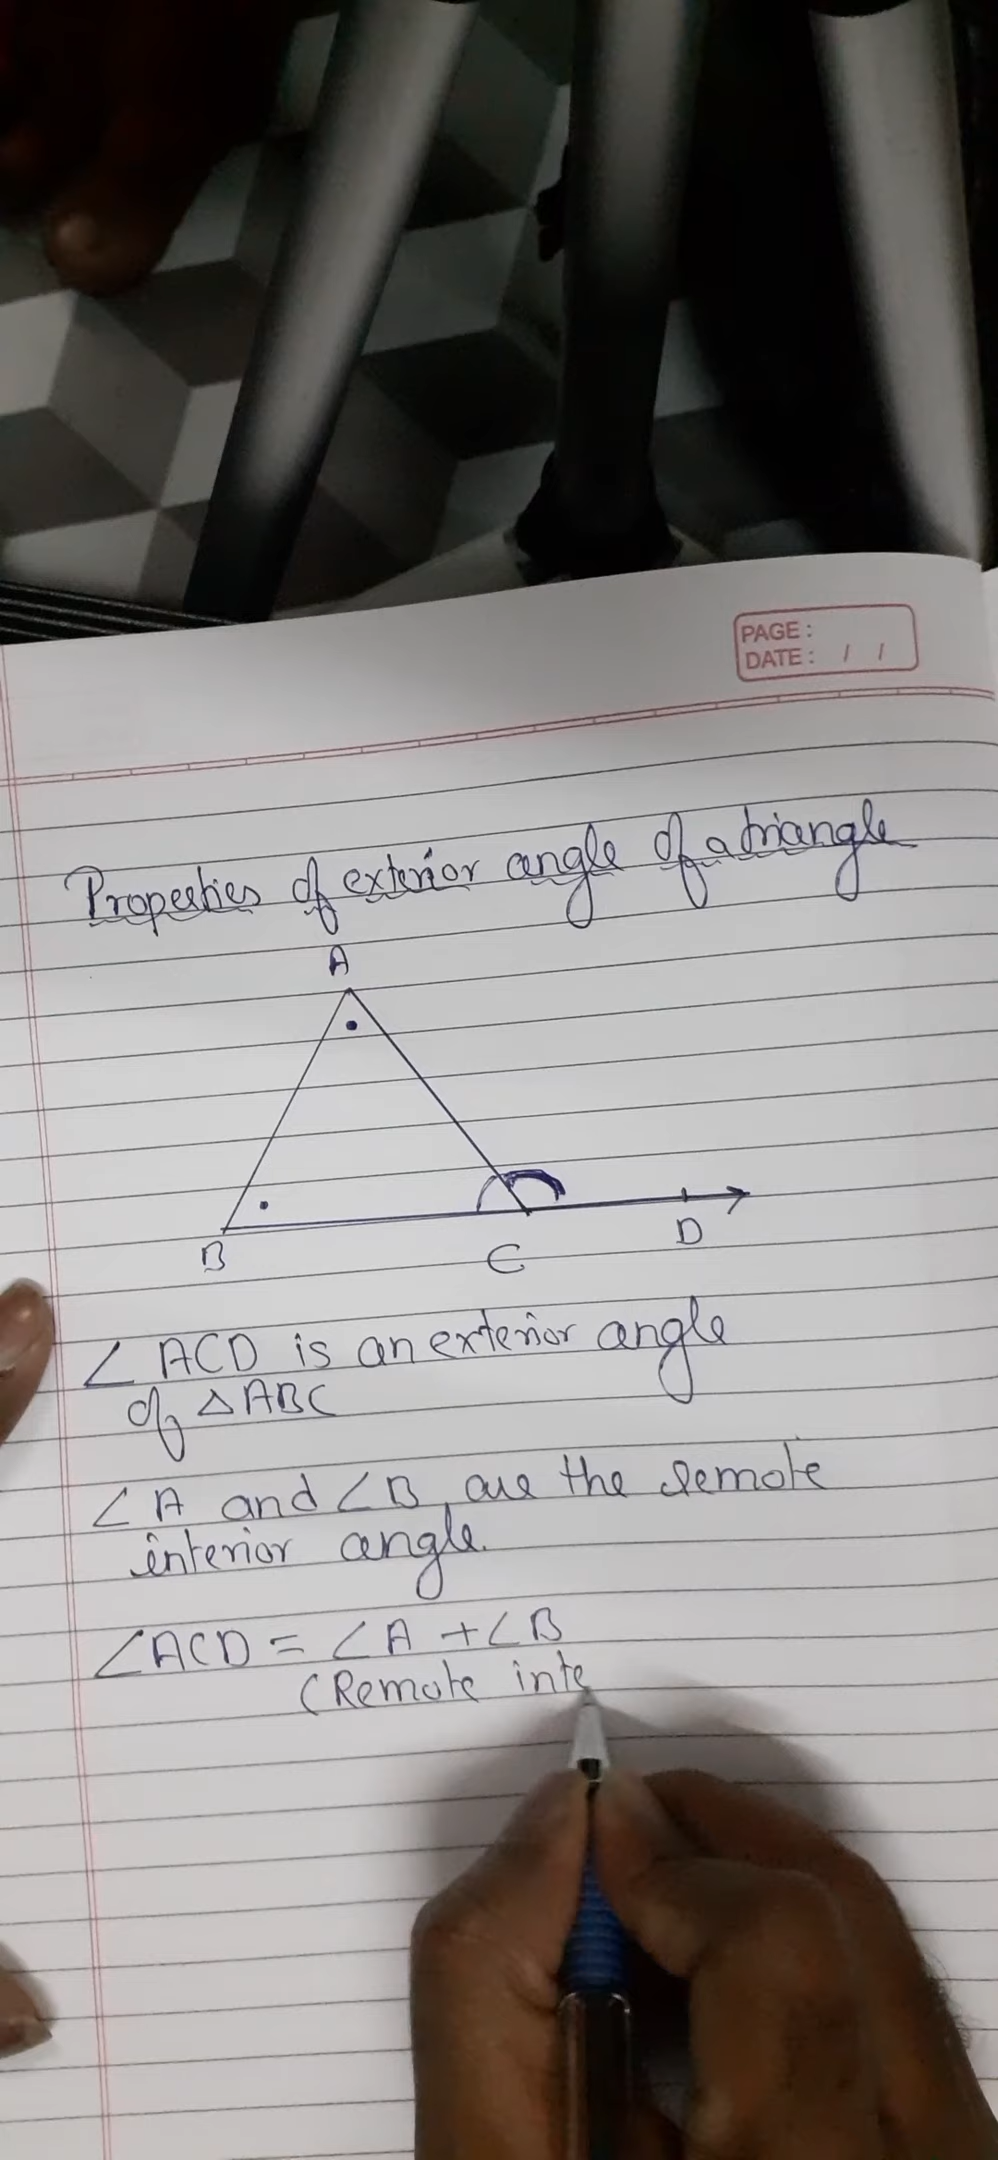 PAGE :
DATE : / /
Properties of exterior angle of a triangle
A
B
C
D
∠ACD is an exterior angle
of △ABC
∠A and ∠B are the remote
interior angle.
∠ACD = ∠A + ∠B
(Remote inte